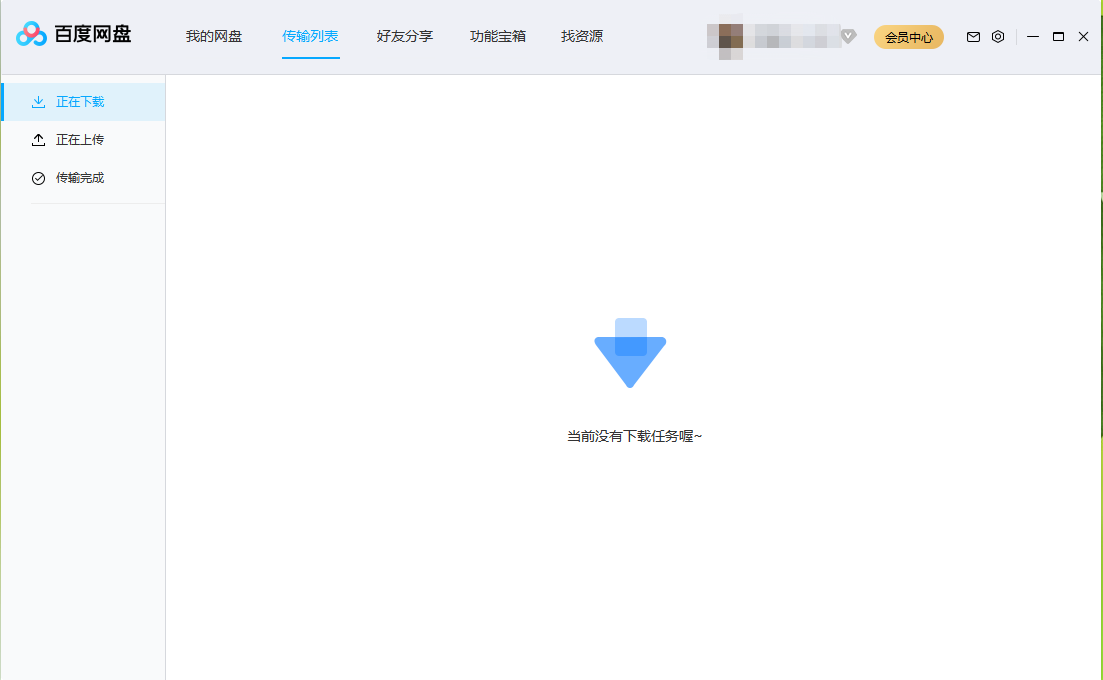 百度网盘
我的网盘 传输列表 好友分享 功能宝箱 找资源
会员中心
正在下载
正在上传
传输完成
当前没有下载任务喔~